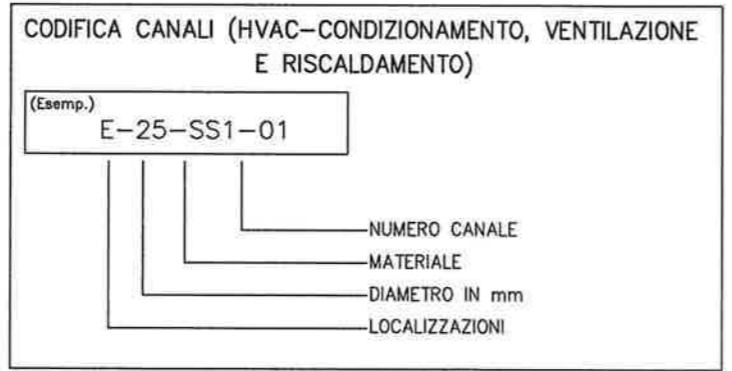 CODIFICA CANALI (HVAC-CONDIZIONAMENTO, VENTILAZIONE
E RISCALDAMENTO)
(Esemp.)
E-25-SS1-01
NUMERO CANALE
MATERIALE
DIAMETRO IN mm
LOCALIZZAZIONI